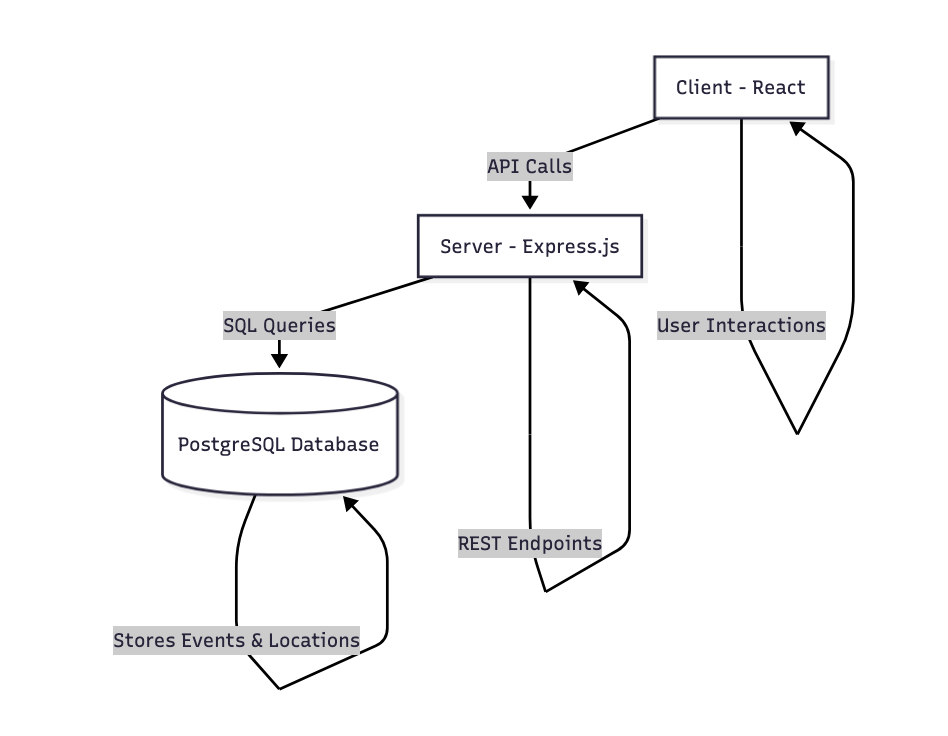 Client - React
API Calls
Server - Express.js
SQL Queries
User Interactions
PostgreSQL Database
REST Endpoints
Stores Events & Locations